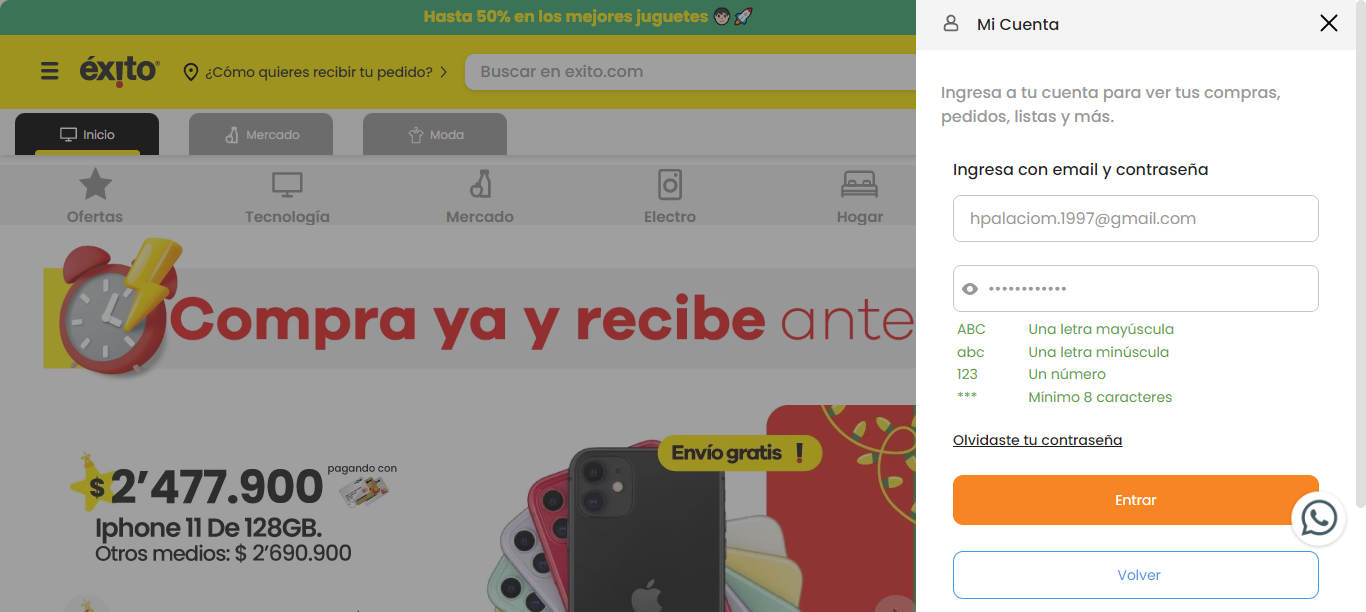 Hasta 50% en los mejores juguetes
éxito
¿Cómo quieres recibir tu pedido?
Buscar en exito.com
Inicio
Mercado
Moda
Ofertas
Tecnología
Mercado
Electro
Hogar
Compra ya y recibe ante
Envío gratis !
$2’477.900
pagando con
Iphone 11 De 128GB.
Otros medios: $ 2’690.900
Mi Cuenta
Ingresa a tu cuenta para ver tus compras,
pedidos, listas y más.
Ingresa con email y contraseña
hpalaciom.1997@gmail.com
••••••••••••
ABC Una letra mayúscula
abc Una letra minúscula
123 Un número
*** Mínimo 8 caracteres
Olvidaste tu contraseña
Entrar
Volver